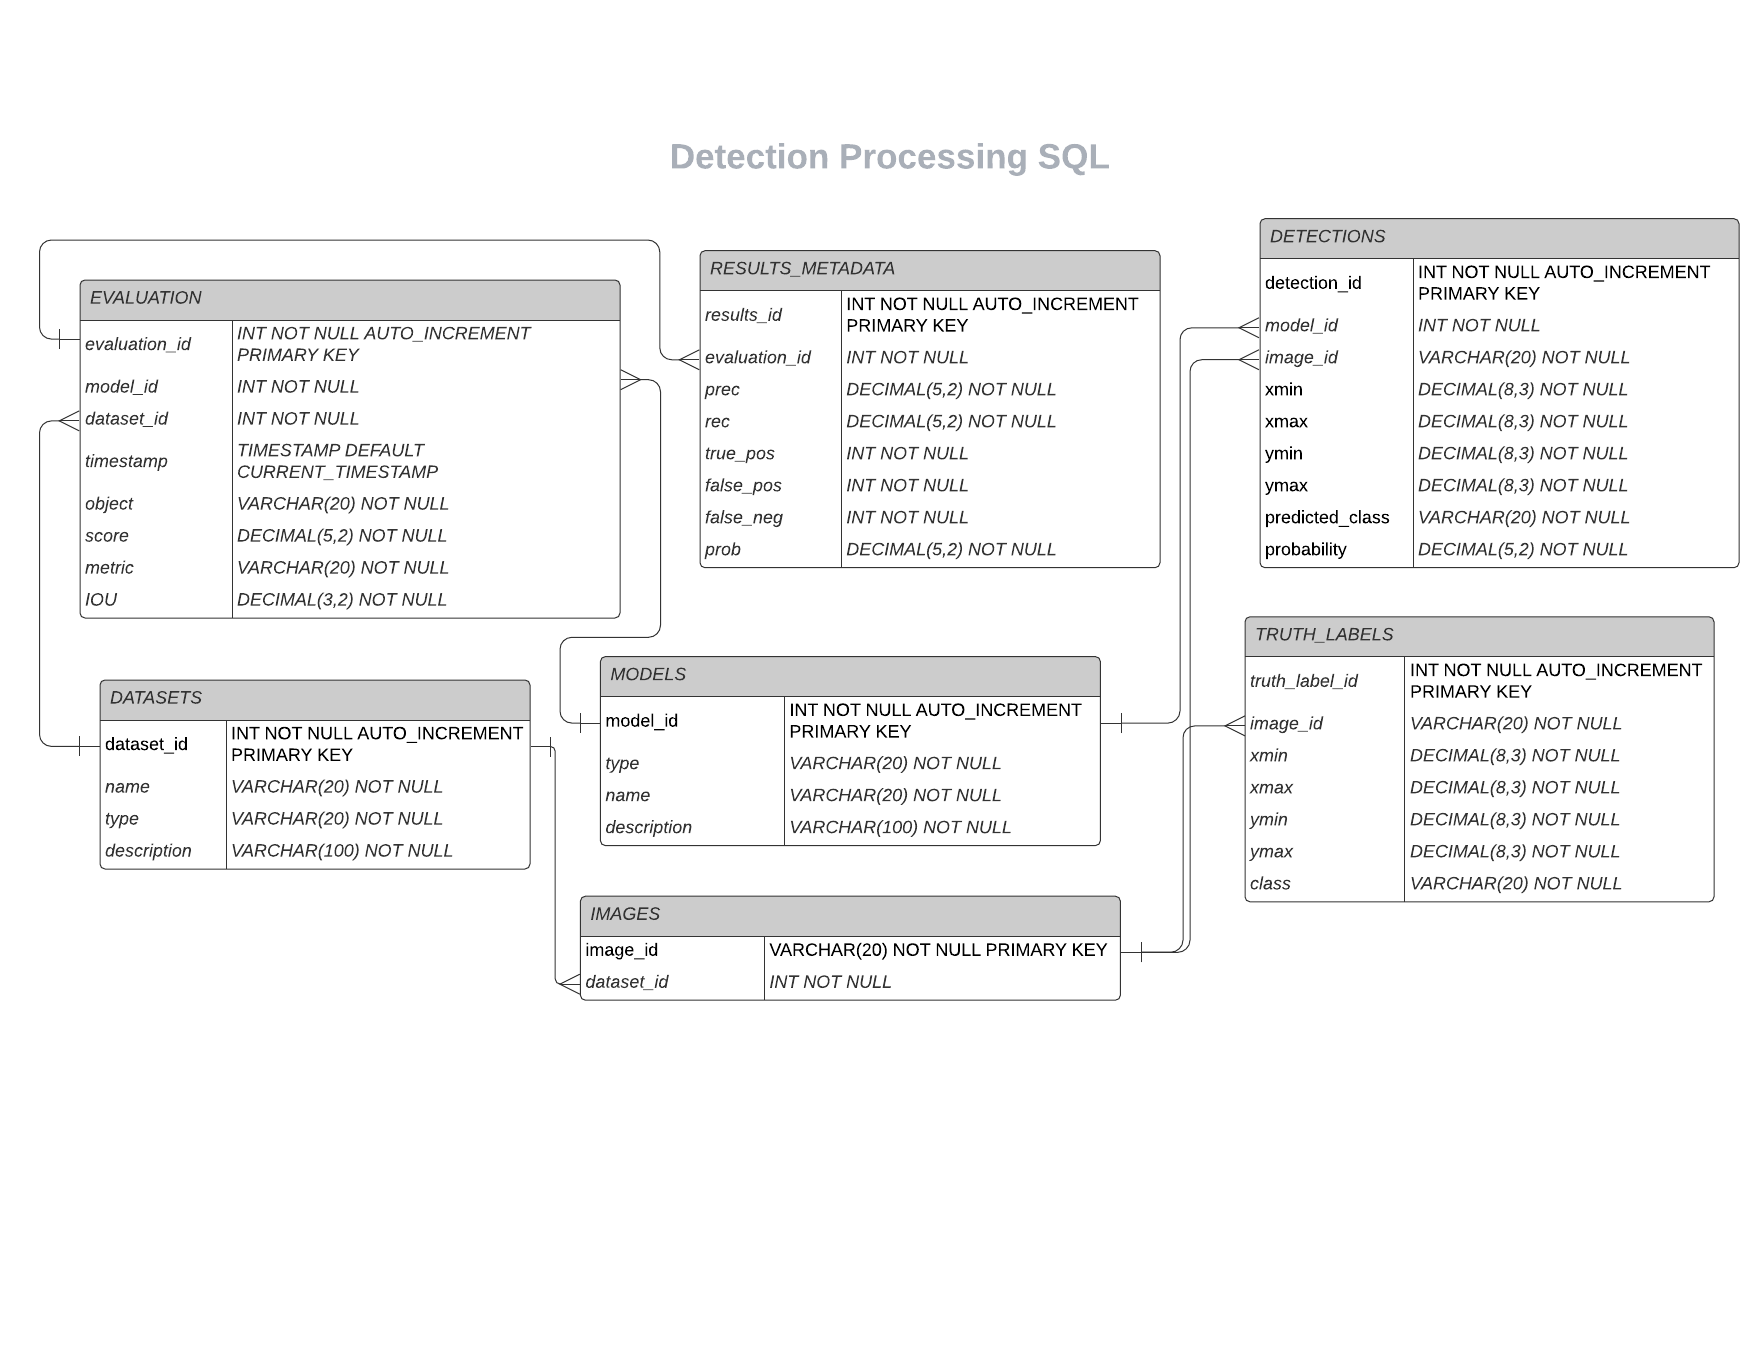 Detection Processing SQL
EVALUATION
evaluation_id INT NOT NULL AUTO_INCREMENT
PRIMARY KEY
model_id INT NOT NULL
dataset_id INT NOT NULL
timestamp TIMESTAMP DEFAULT
CURRENT_TIMESTAMP
object VARCHAR(20) NOT NULL
score DECIMAL(5,2) NOT NULL
metric VARCHAR(20) NOT NULL
IOU DECIMAL(3,2) NOT NULL
RESULTS_METADATA
results_id INT NOT NULL AUTO_INCREMENT
PRIMARY KEY
evaluation_id INT NOT NULL
prec DECIMAL(5,2) NOT NULL
rec DECIMAL(5,2) NOT NULL
true_pos INT NOT NULL
false_pos INT NOT NULL
false_neg INT NOT NULL
prob DECIMAL(5,2) NOT NULL
DETECTIONS
detection_id INT NOT NULL AUTO_INCREMENT
PRIMARY KEY
model_id INT NOT NULL
image_id VARCHAR(20) NOT NULL
xmin DECIMAL(8,3) NOT NULL
xmax DECIMAL(8,3) NOT NULL
ymin DECIMAL(8,3) NOT NULL
ymax DECIMAL(8,3) NOT NULL
predicted_class VARCHAR(20) NOT NULL
probability DECIMAL(5,2) NOT NULL
DATASETS
dataset_id INT NOT NULL AUTO_INCREMENT
PRIMARY KEY
name VARCHAR(20) NOT NULL
type VARCHAR(20) NOT NULL
description VARCHAR(100) NOT NULL
MODELS
model_id INT NOT NULL AUTO_INCREMENT
PRIMARY KEY
type VARCHAR(20) NOT NULL
name VARCHAR(20) NOT NULL
description VARCHAR(100) NOT NULL
TRUTH_LABELS
truth_label_id INT NOT NULL AUTO_INCREMENT
PRIMARY KEY
image_id VARCHAR(20) NOT NULL
xmin DECIMAL(8,3) NOT NULL
xmax DECIMAL(8,3) NOT NULL
ymin DECIMAL(8,3) NOT NULL
ymax DECIMAL(8,3) NOT NULL
class VARCHAR(20) NOT NULL
IMAGES
image_id VARCHAR(20) NOT NULL PRIMARY KEY
dataset_id INT NOT NULL